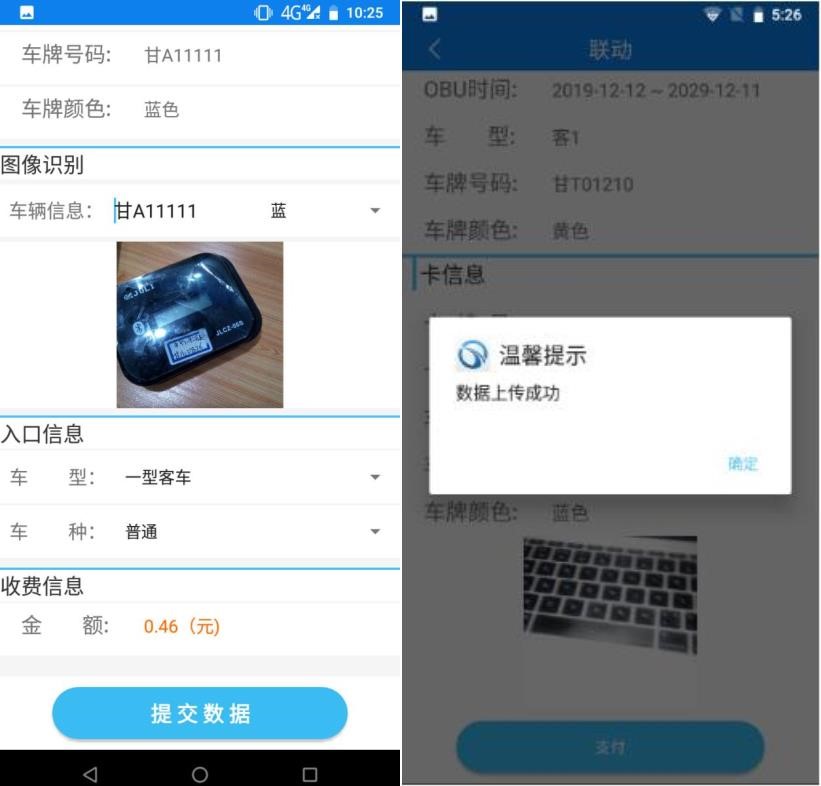 4G 4G 10:25
车牌号码: 甘A11111
车牌颜色: 蓝色
图像识别
车辆信息: 甘A11111 蓝
JULI
JLCZ-06S
入口信息
车 型: 一型客车
车 种: 普通
收费信息
金 额: 0.46（元)
提交数据
5:26
联动
OBU时间: 2019-12-12 ~ 2029-12-11
车 型: 客1
车牌号码: 甘T01210
车牌颜色: 黄色
卡信息
温馨提示
数据上传成功
确定
车牌颜色: 蓝色
支付